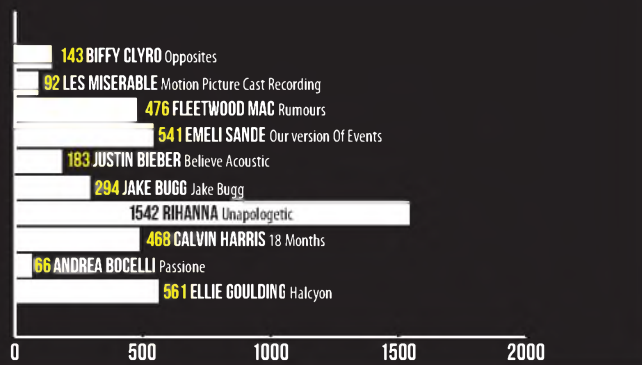 143 BIFFY CLYRO Opposites
92 LES MISERABLE Motion Picture Cast Recording
476 FLEETWOOD MAC Rumours
541 EMELI SANDE Our version Of Events
183 JUSTIN BIEBER Believe Acoustic
294 JAKE BUGG Jake Bugg
1542 RIHANNA Unapologetic
468 CALVIN HARRIS 18 Months
66 ANDREA BOCELLI Passione
561 ELLIE GOULDING Halcyon
0 500 1000 1500 2000